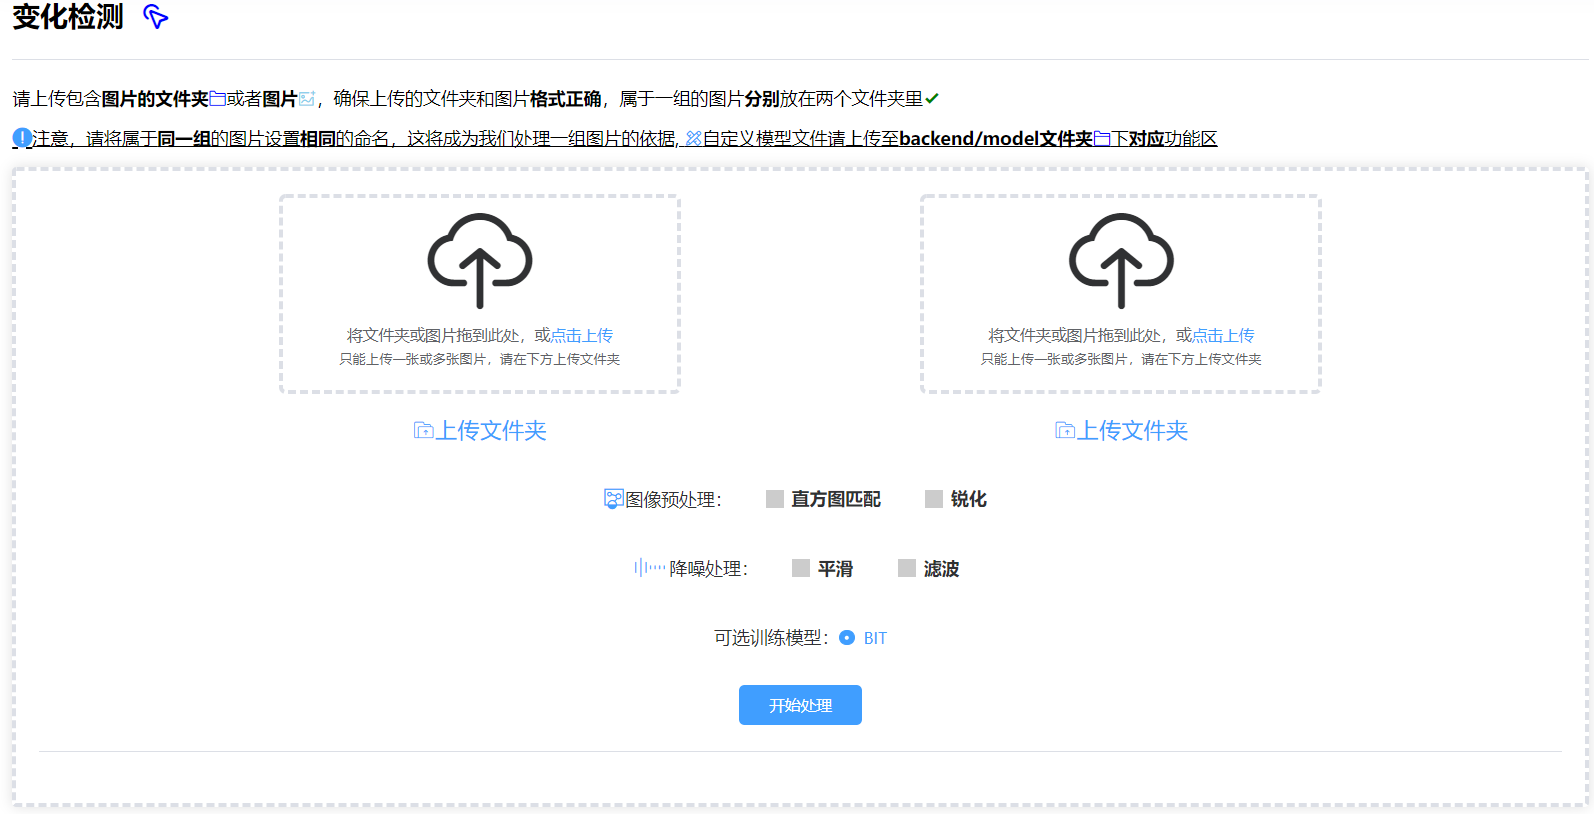 变化检测
请上传包含图片的文件夹或者图片，确保上传的文件夹和图片格式正确，属于一组的图片分别放在两个文件夹里
注意，请将属于同一组的图片设置相同的命名，这将成为我们处理一组图片的依据,自定义模型文件请上传至backend/model文件夹下对应功能区
将文件夹或图片拖到此处，或点击上传
只能上传一张或多张图片，请在下方上传文件夹
上传文件夹
将文件夹或图片拖到此处，或点击上传
只能上传一张或多张图片，请在下方上传文件夹
上传文件夹
图像预处理： 直方图匹配 锐化
降噪处理： 平滑 滤波
可选训练模型： BIT
开始处理